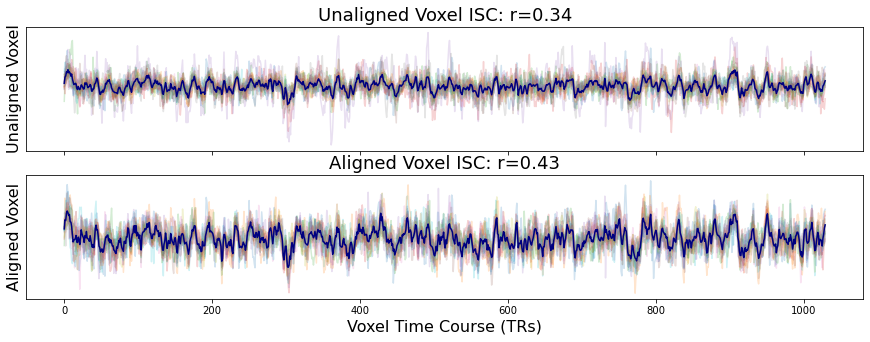 Unaligned Voxel ISC: r=0.34
Unaligned Voxel
Aligned Voxel ISC: r=0.43
Aligned Voxel
0 200 400 600 800 1000
Voxel Time Course (TRs)